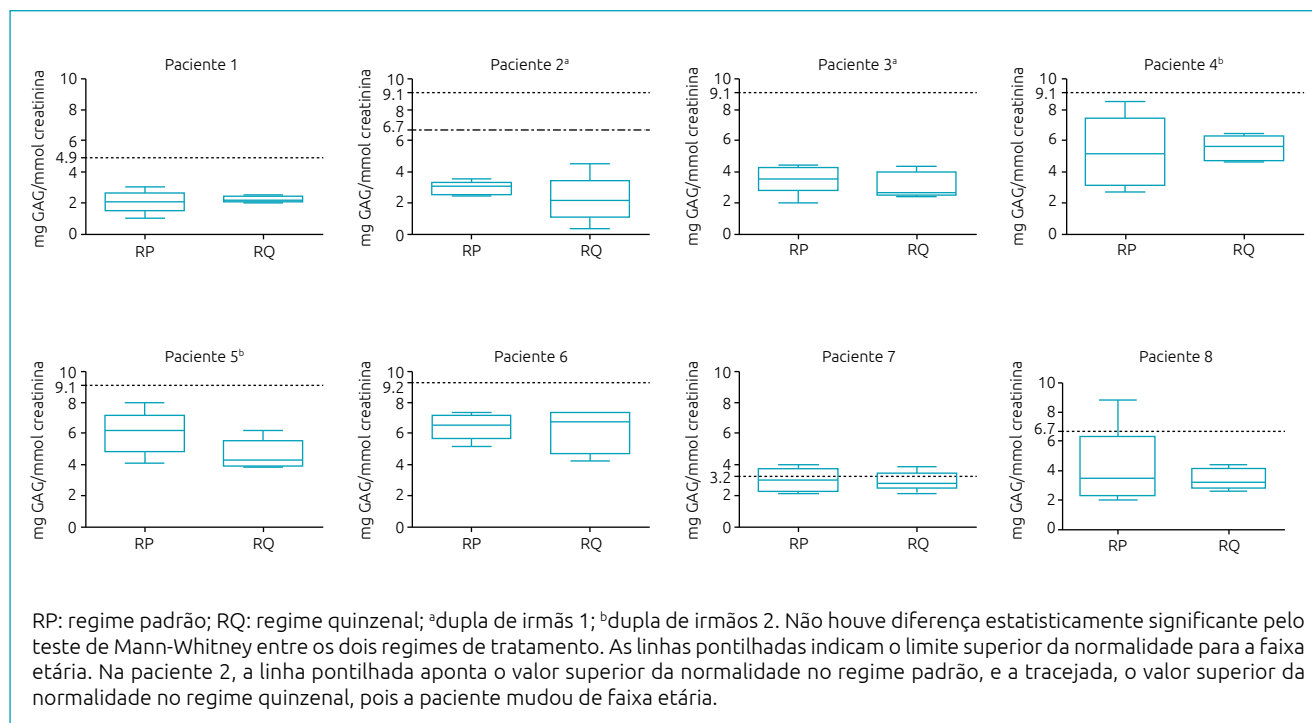 Paciente 1
mg GAG/mmol creatinina
10
8
6
4.9
4
2
0
RP RQ
Paciente 2ª
mg GAG/mmol creatinina
10
9.1
8
6.7
6
4
2
0
RP RQ
Paciente 3ª
mg GAG/mmol creatinina
10
9.1
8
6
4
2
0
RP RQ
Paciente 4ᵇ
mg GAG/mmol creatinina
10
9.1
8
6
4
2
0
RP RQ
Paciente 5ᵇ
mg GAG/mmol creatinina
10
9.1
8
6
4
2
0
RP RQ
Paciente 6
mg GAG/mmol creatinina
10
9.2
8
6
4
2
0
RP RQ
Paciente 7
mg GAG/mmol creatinina
10
8
6
4
3.2
2
0
RP RQ
Paciente 8
mg GAG/mmol creatinina
10
8
6.7
6
4
2
0
RP RQ
RP: regime padrão; RQ: regime quinzenal; ªdupla de irmãs 1; ᵇdupla de irmãos 2. Não houve diferença estatisticamente significante pelo
teste de Mann-Whitney entre os dois regimes de tratamento. As linhas pontilhadas indicam o limite superior da normalidade para a faixa
etária. Na paciente 2, a linha pontilhada aponta o valor superior da normalidade no regime padrão, e a tracejada, o valor superior da
normalidade no regime quinzenal, pois a paciente mudou de faixa etária.